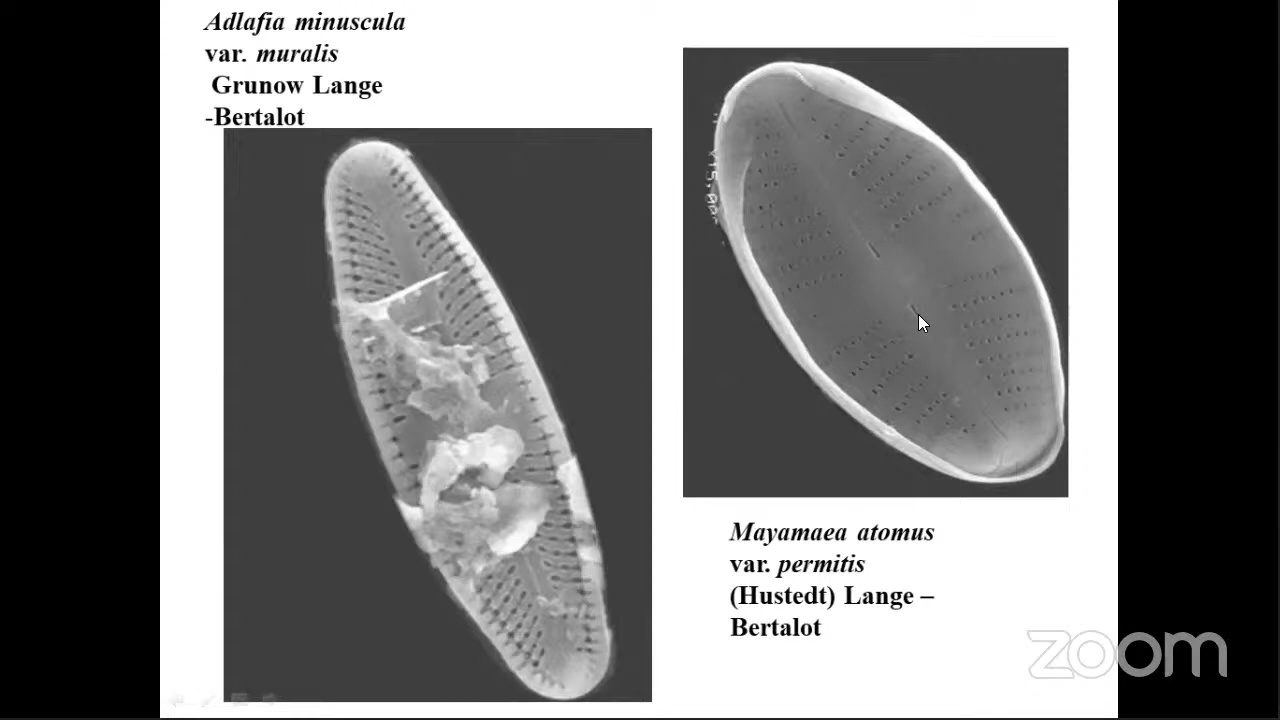 Adlafia minuscula
var. muralis
Grunow Lange
-Bertalot
Mayamaea atomus
var. permitis
(Hustedt) Lange –
Bertalot
zoom